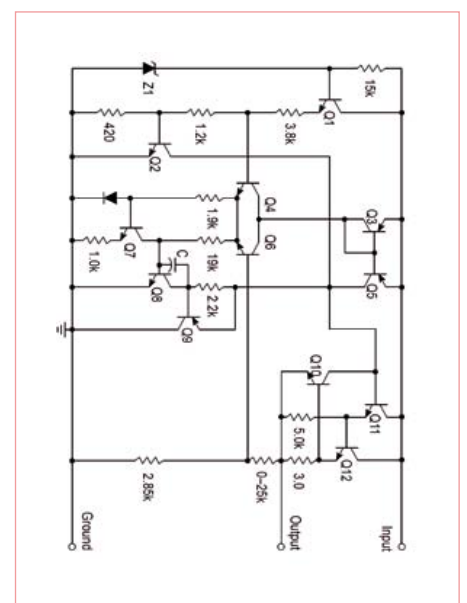 Input
15k
Q3
Q5
Q11
Q12
Q1
Q10
5.0k
3.0
Output
3.8k
Q4
Q6
0–25k
1.2k
1.9k
19k
2.2k
Z1
Q2
Q7
C
Q8
Q9
2.85k
420
1.0k
Ground